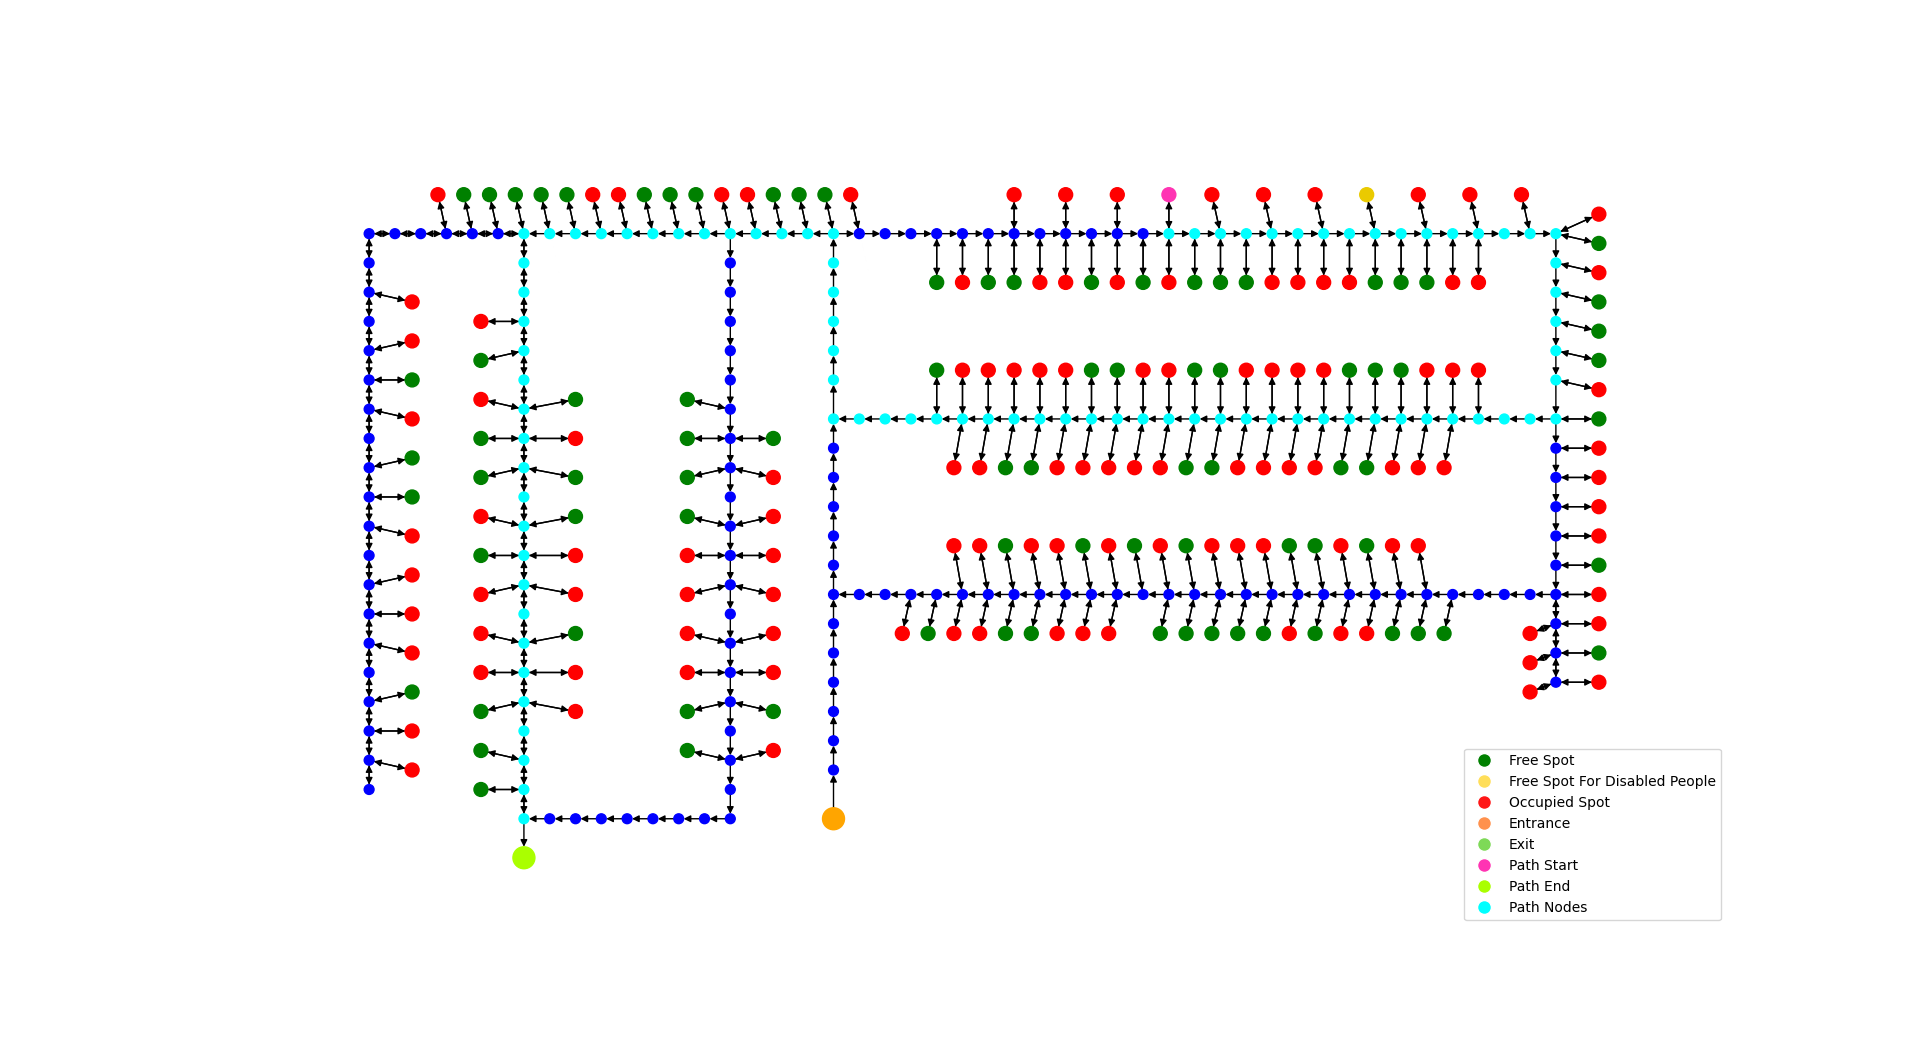 Free Spot
Free Spot For Disabled People
Occupied Spot
Entrance
Exit
Path Start
Path End
Path Nodes